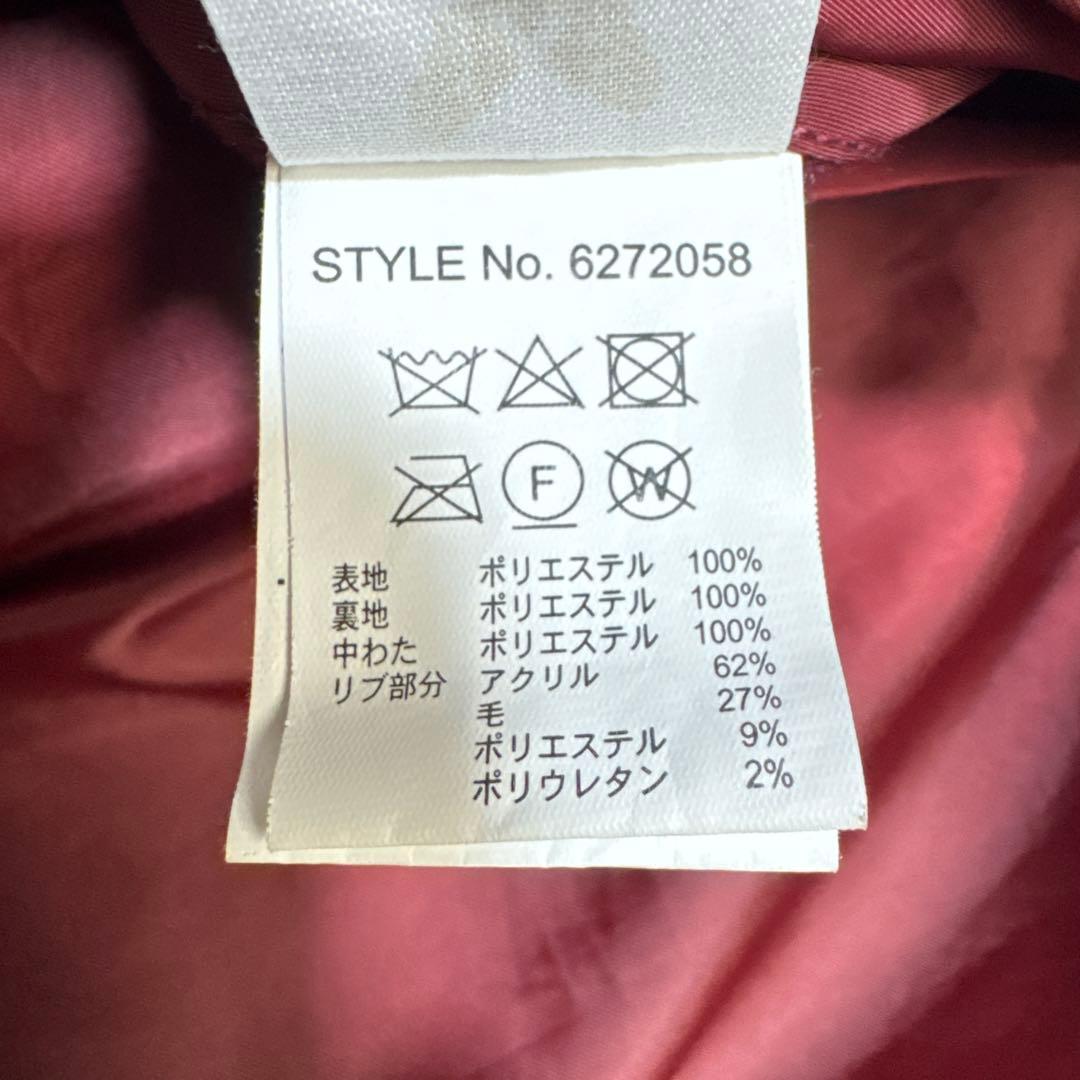 STYLE No. 6272058
F W
表地 ポリエステル 100%
裏地 ポリエステル 100%
中わた ポリエステル 100%
リブ部分 アクリル 62%
毛 27%
ポリエステル 9%
ポリウレタン 2%